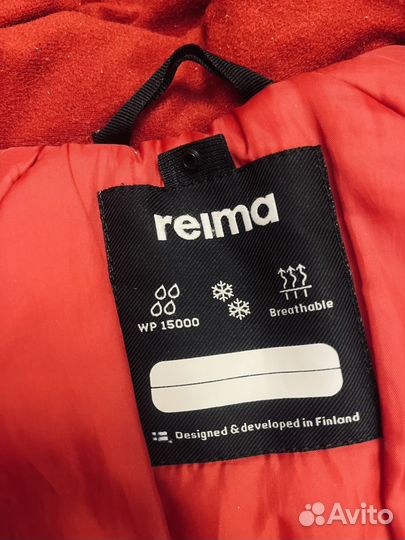 reima
WP 15000
Breathable
Designed & developed in Finland
Avito